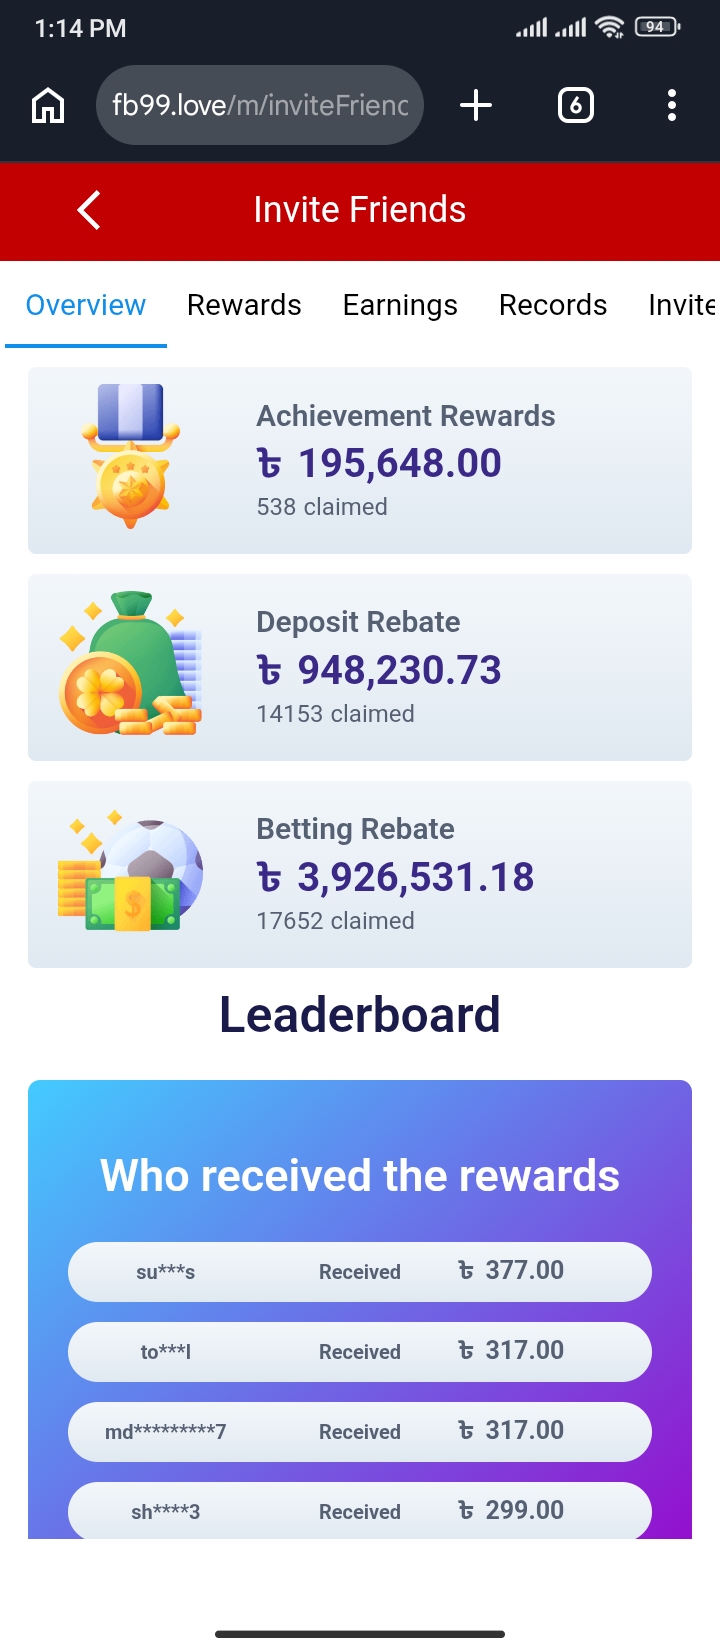 1:14 PM
94
fb99.love/m/inviteFrienc
6
Invite Friends
Overview Rewards Earnings Records Invite
Achievement Rewards
৳ 195,648.00
538 claimed
Deposit Rebate
৳ 948,230.73
14153 claimed
Betting Rebate
৳ 3,926,531.18
17652 claimed
Leaderboard
Who received the rewards
su***s Received ৳ 377.00
to***l Received ৳ 317.00
md*********7 Received ৳ 317.00
sh****3 Received ৳ 299.00